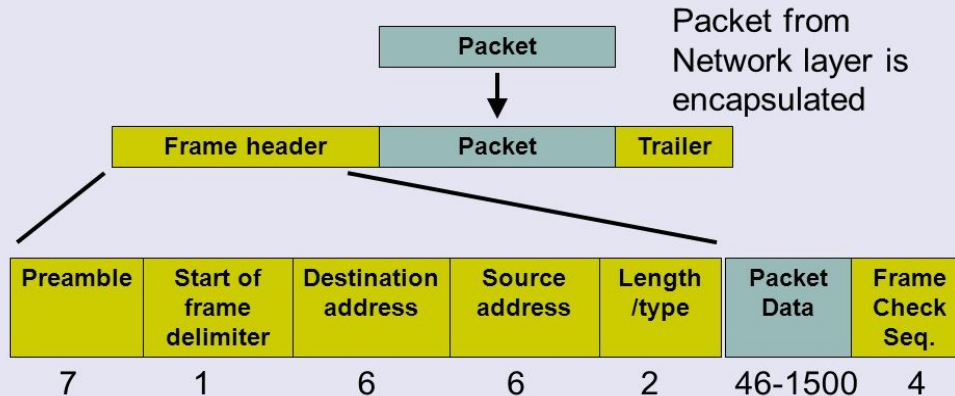 Packet
Packet from
Network layer is
encapsulated
Frame header Packet Trailer
Preamble Start of frame delimiter Destination address Source address Length /type Packet Data Frame Check Seq.
7 1 6 6 2 46-1500 4